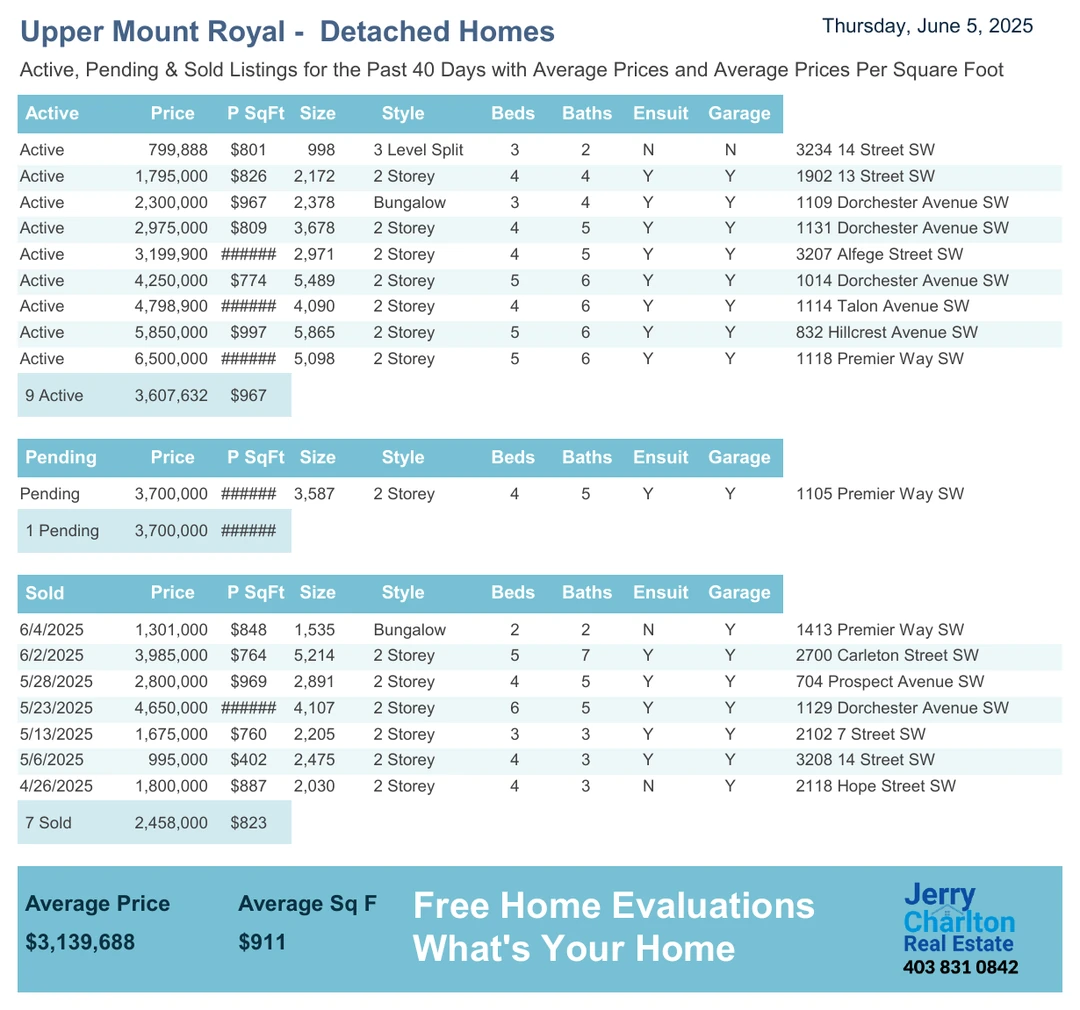 Upper Mount Royal -  Detached Homes Thursday, June 5, 2025
Active, Pending & Sold Listings for the Past 40 Days with Average Prices and Average Prices Per Square Foot
Active Price P SqFt Size Style Beds Baths Ensuit Garage
Active 799,888 $801 998 3 Level Split 3 2 N N 3234 14 Street SW
Active 1,795,000 $826 2,172 2 Storey 4 4 Y Y 1902 13 Street SW
Active 2,300,000 $967 2,378 Bungalow 3 4 Y Y 1109 Dorchester Avenue SW
Active 2,975,000 $809 3,678 2 Storey 4 5 Y Y 1131 Dorchester Avenue SW
Active 3,199,900 ###### 2,971 2 Storey 4 5 Y Y 3207 Alfege Street SW
Active 4,250,000 $774 5,489 2 Storey 5 6 Y Y 1014 Dorchester Avenue SW
Active 4,798,900 ###### 4,090 2 Storey 4 6 Y Y 1114 Talon Avenue SW
Active 5,850,000 $997 5,865 2 Storey 5 6 Y Y 832 Hillcrest Avenue SW
Active 6,500,000 ###### 5,098 2 Storey 5 6 Y Y 1118 Premier Way SW
9 Active 3,607,632 $967
Pending Price P SqFt Size Style Beds Baths Ensuit Garage
Pending 3,700,000 ###### 3,587 2 Storey 4 5 Y Y 1105 Premier Way SW
1 Pending 3,700,000 ######
Sold Price P SqFt Size Style Beds Baths Ensuit Garage
6/4/2025 1,301,000 $848 1,535 Bungalow 2 2 N Y 1413 Premier Way SW
6/2/2025 3,985,000 $764 5,214 2 Storey 5 7 Y Y 2700 Carleton Street SW
5/28/2025 2,800,000 $969 2,891 2 Storey 4 5 Y Y 704 Prospect Avenue SW
5/23/2025 4,650,000 ###### 4,107 2 Storey 6 5 Y Y 1129 Dorchester Avenue SW
5/13/2025 1,675,000 $760 2,205 2 Storey 3 3 Y Y 2102 7 Street SW
5/6/2025 995,000 $402 2,475 2 Storey 4 3 Y Y 3208 14 Street SW
4/26/2025 1,800,000 $887 2,030 2 Storey 4 3 N Y 2118 Hope Street SW
7 Sold 2,458,000 $823
Average Price Average Sq F
$3,139,688 $911
Free Home Evaluations
What's Your Home
Jerry
Charlton
Real Estate
403 831 0842